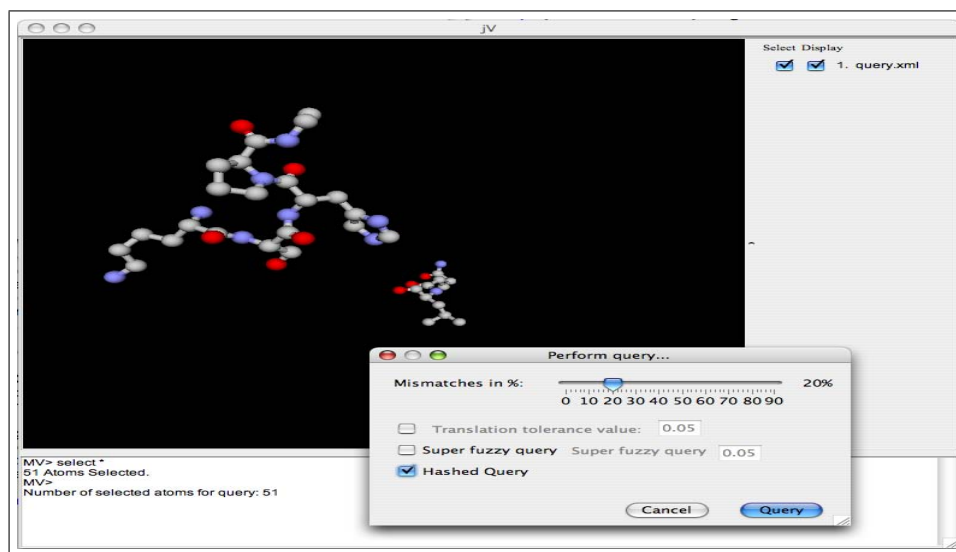 jV
Select Display
1. query.xml
Perform query...
Mismatches in %: 20%
0 10 20 30 40 50 60 70 80 90
Translation tolerance value: 0.05
Super fuzzy query Super fuzzy query 0.05
Hashed Query
Cancel Query
MV> select *
51 Atoms Selected.
MV>
Number of selected atoms for query: 51